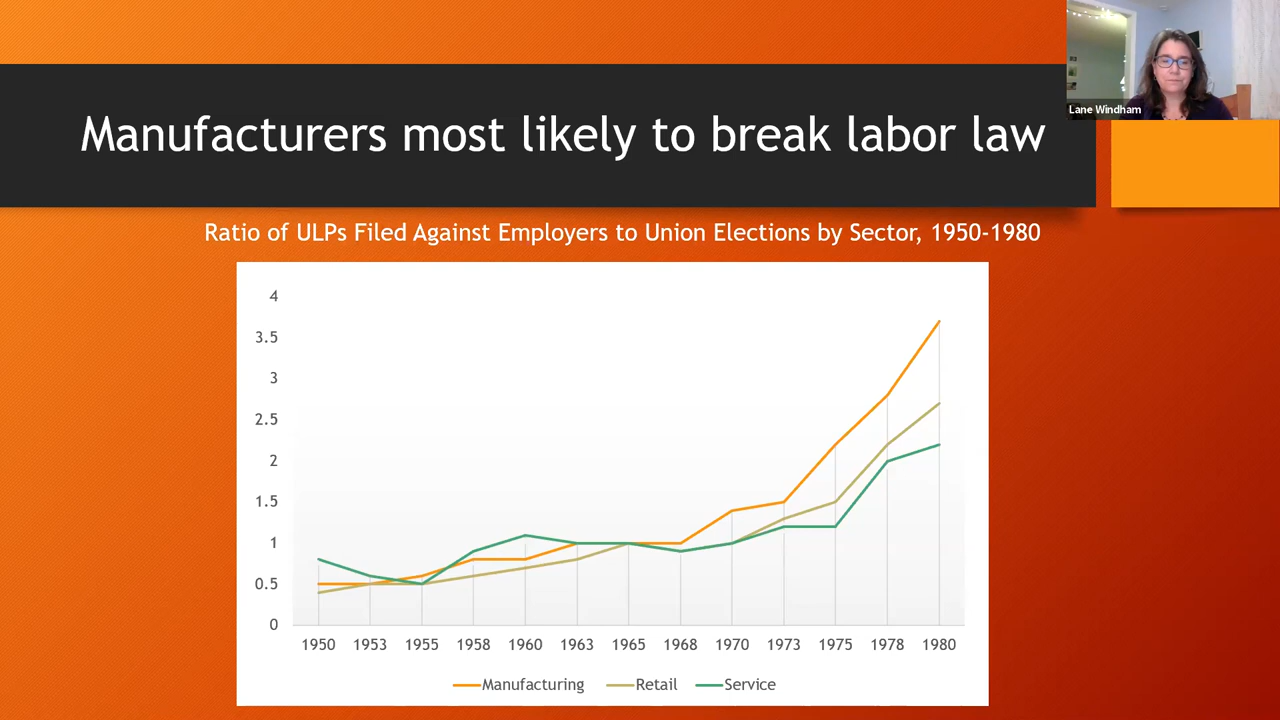 Lane Windham
Manufacturers most likely to break labor law
Ratio of ULPs Filed Against Employers to Union Elections by Sector, 1950-1980
4
3.5
3
2.5
2
1.5
1
0.5
0
1950 1953 1955 1958 1960 1963 1965 1968 1970 1973 1975 1978 1980
Manufacturing Retail Service